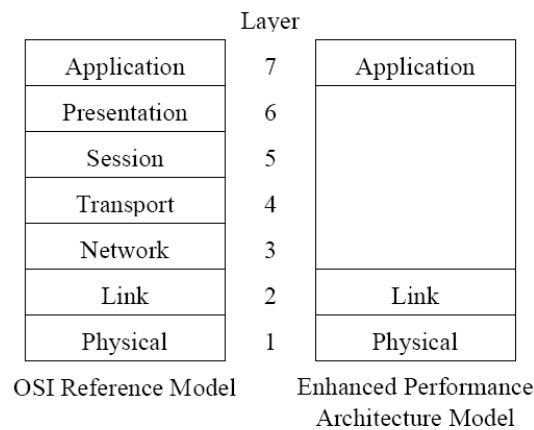 Layer
Application 7 Application
Presentation 6
Session 5
Transport 4
Network 3
Link 2 Link
Physical 1 Physical
OSI Reference Model
Enhanced Performance
Architecture Model